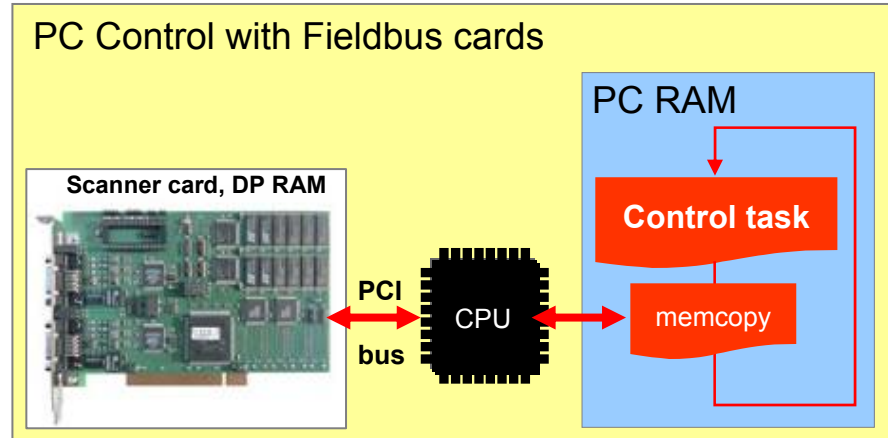 PC Control with Fieldbus cards
PC RAM
Scanner card, DP RAM
Control task
PCI
bus
CPU
memcopy